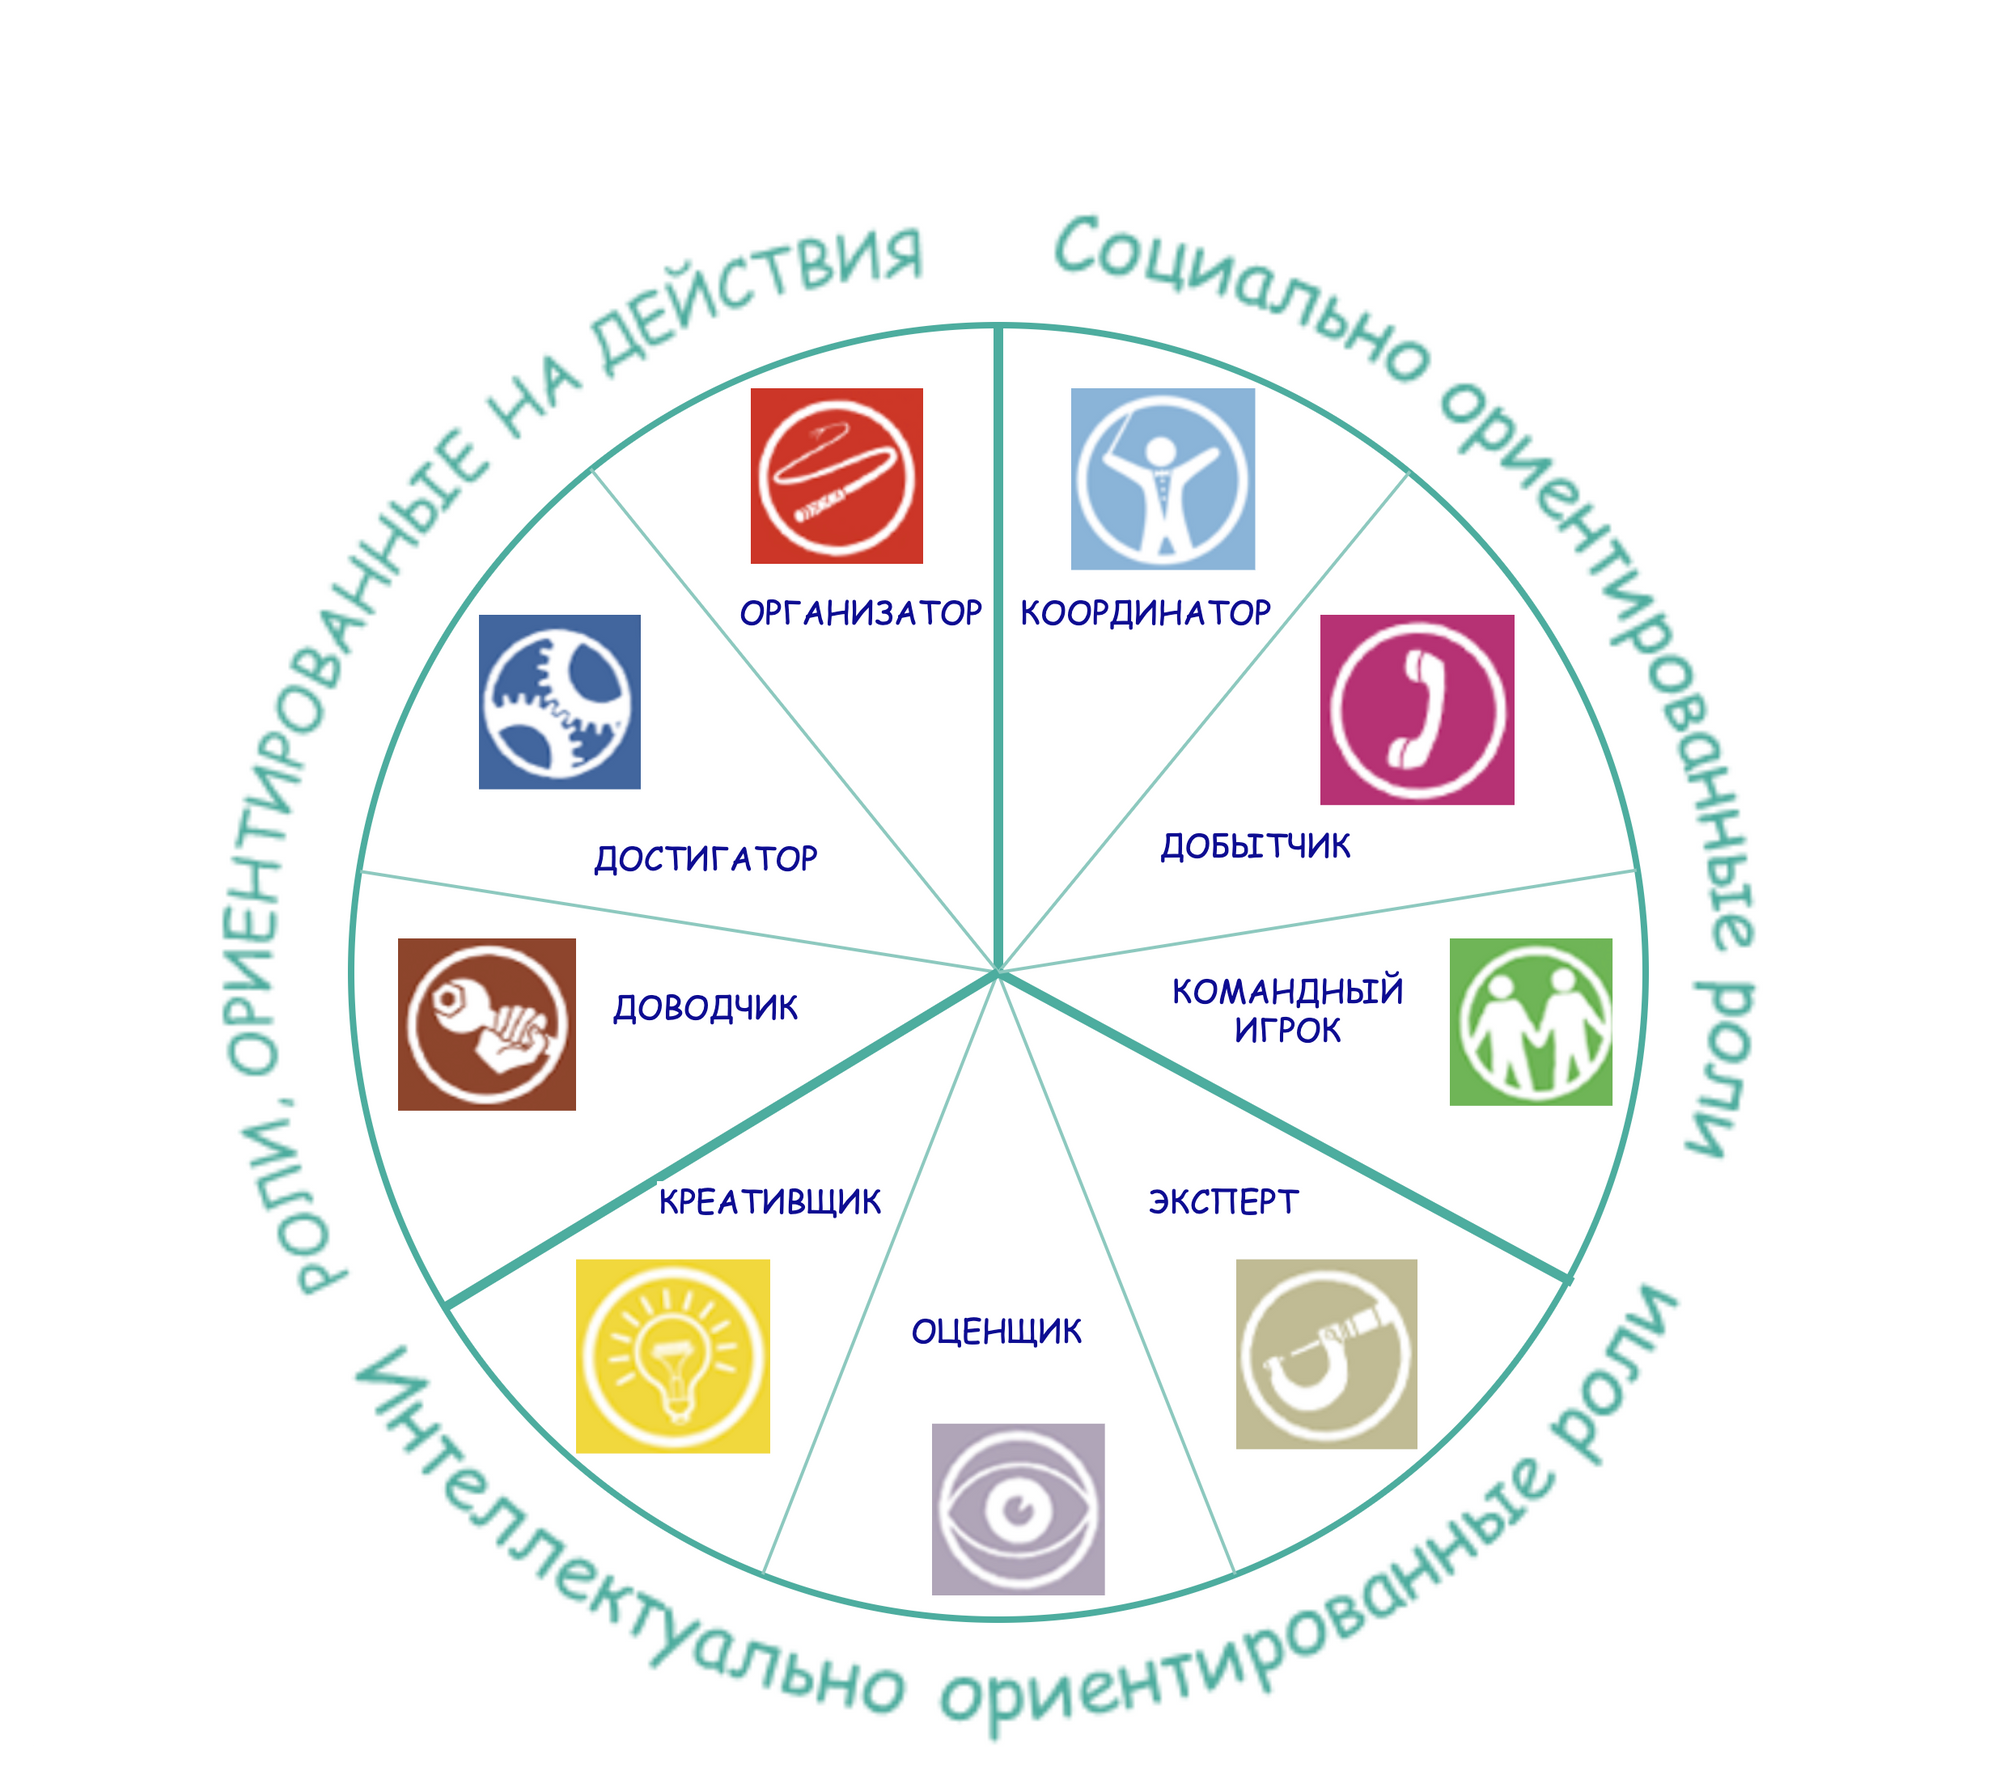 РОЛИ, ОРИЕНТИРОВАННЫЕ НА ДЕЙСТВИЯ
Социально ориентированные роли
ОРГАНИЗАТОР
КООРДИНАТОР
ДОСТИГАТОР
ДОБЫТЧИК
ДОВОДЧИК
КОМАНДНЫЙ
ИГРОК
КРЕАТИВЩИК
ЭКСПЕРТ
ОЦЕНЩИК
Интеллектуально ориентированные роли